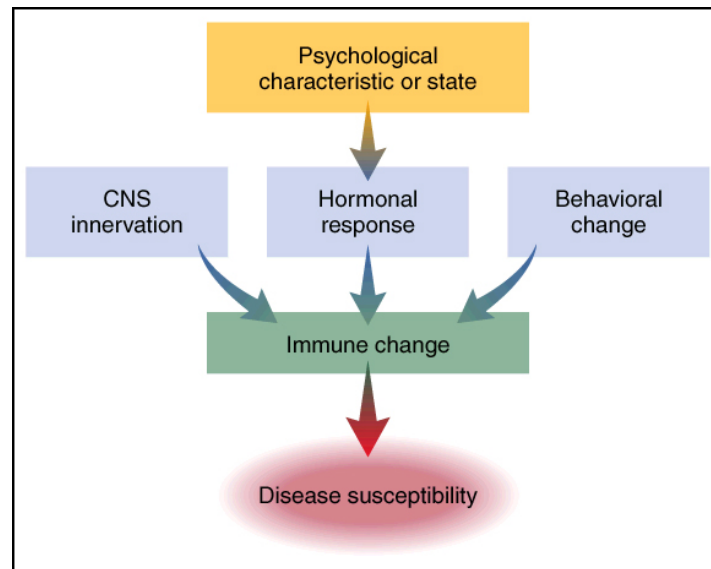 Psychological
characteristic or state
CNS
innervation
Hormonal
response
Behavioral
change
Immune change
Disease susceptibility